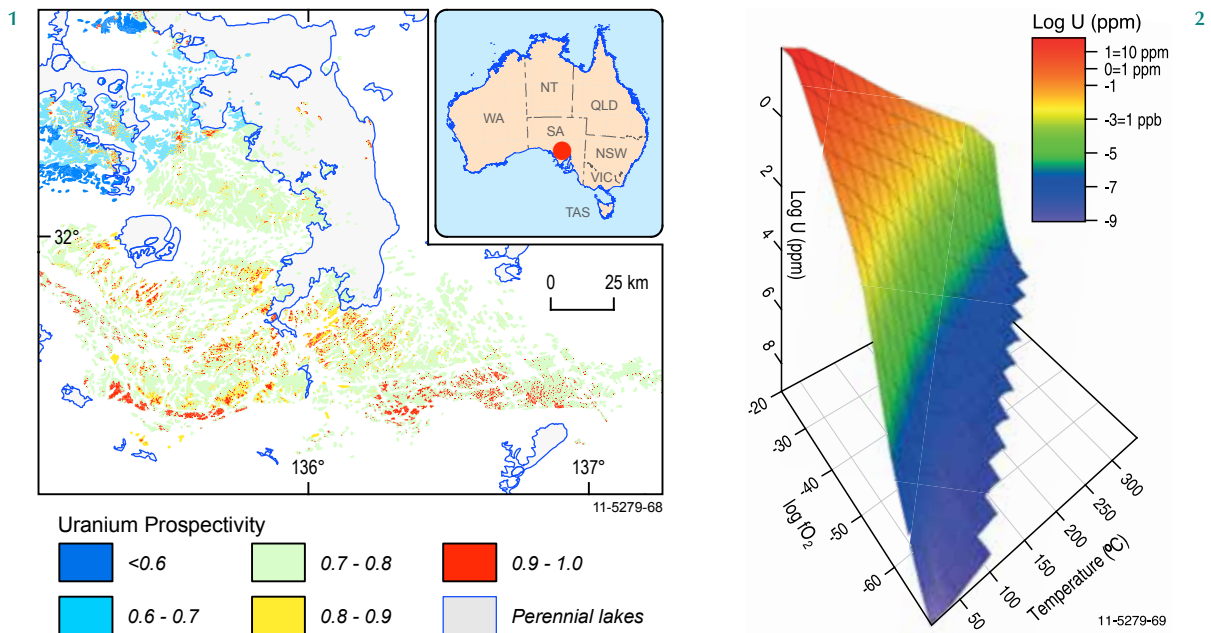 1
32°
136°
137°
0 25 km
WA
NT
SA
QLD
NSW
VIC
TAS
11-5279-68
Uranium Prospectivity
<0.6
0.7 - 0.8
0.9 - 1.0
0.6 - 0.7
0.8 - 0.9
Perennial lakes
2
Log U (ppm)
1=10 ppm
0=1 ppm
-1
-3=1 ppb
-5
-7
-9
Log U (ppm)
0
2
4
6
8
-20
-30
-40
-50
-60
log fO₂
50
100
150
200
250
300
Temperature (°C)
11-5279-69